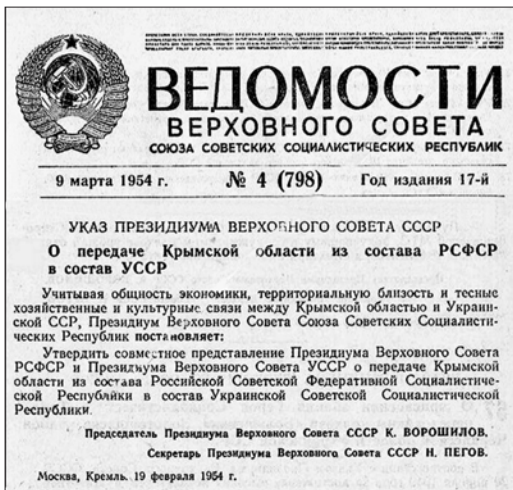 ВЕДОМОСТИ
ВЕРХОВНОГО СОВЕТА
СОЮЗА СОВЕТСКИХ СОЦИАЛИСТИЧЕСКИХ РЕСПУБЛИК
9 марта 1954 г. № 4 (798) Год издания 17-й
УКАЗ ПРЕЗИДИУМА ВЕРХОВНОГО СОВЕТА СССР
О передаче Крымской области из состава РСФСР
в состав УССР
Учитывая общность экономики, территориальную близость и тесные
хозяйственные и культурные связи между Крымской областью и Украин-
ской ССР, Президиум Верховного Совета Союза Советских Социалисти-
ческих Республик постановляет:
Утвердить совместное представление Президиума Верховного Совета
РСФСР и Президиума Верховного Совета УССР о передаче Крымской
области из состава Российской Советской Федеративной Социалистиче-
ской Республики в состав Украинской Советской Социалистической
Республики.
Председатель Президиума Верховного Совета СССР К. ВОРОШИЛОВ.
Секретарь Президиума Верховного Совета СССР Н. ПЕГОВ.
Москва, Кремль. 19 февраля 1954 г.